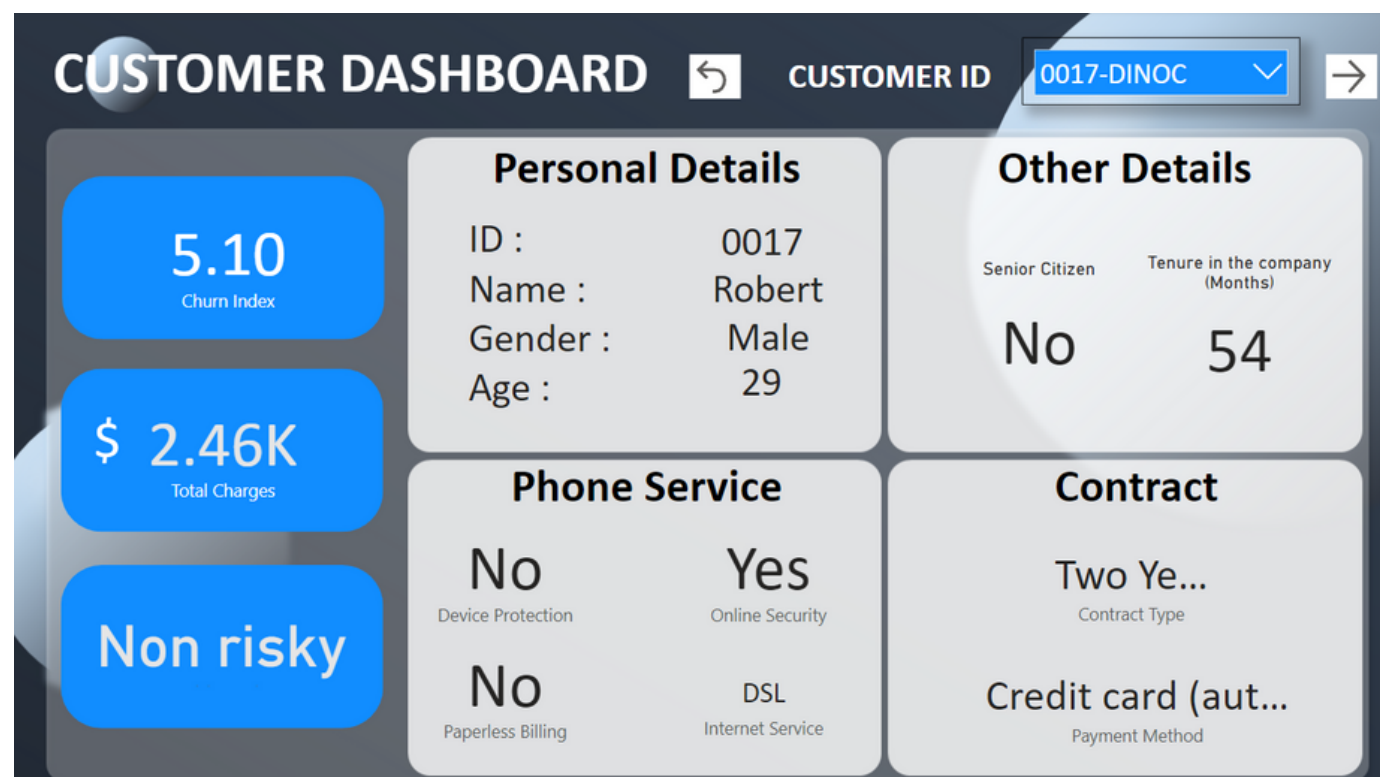 CUSTOMER DASHBOARD
CUSTOMER ID
0017-DINOC
5.10
Churn Index
$ 2.46K
Total Charges
Non risky
Personal Details
ID : 0017
Name : Robert
Gender : Male
Age : 29
Other Details
Senior Citizen
No
Tenure in the company
(Months)
54
Phone Service
No
Device Protection
Yes
Online Security
No
Paperless Billing
DSL
Internet Service
Contract
Two Ye...
Contract Type
Credit card (aut...
Payment Method